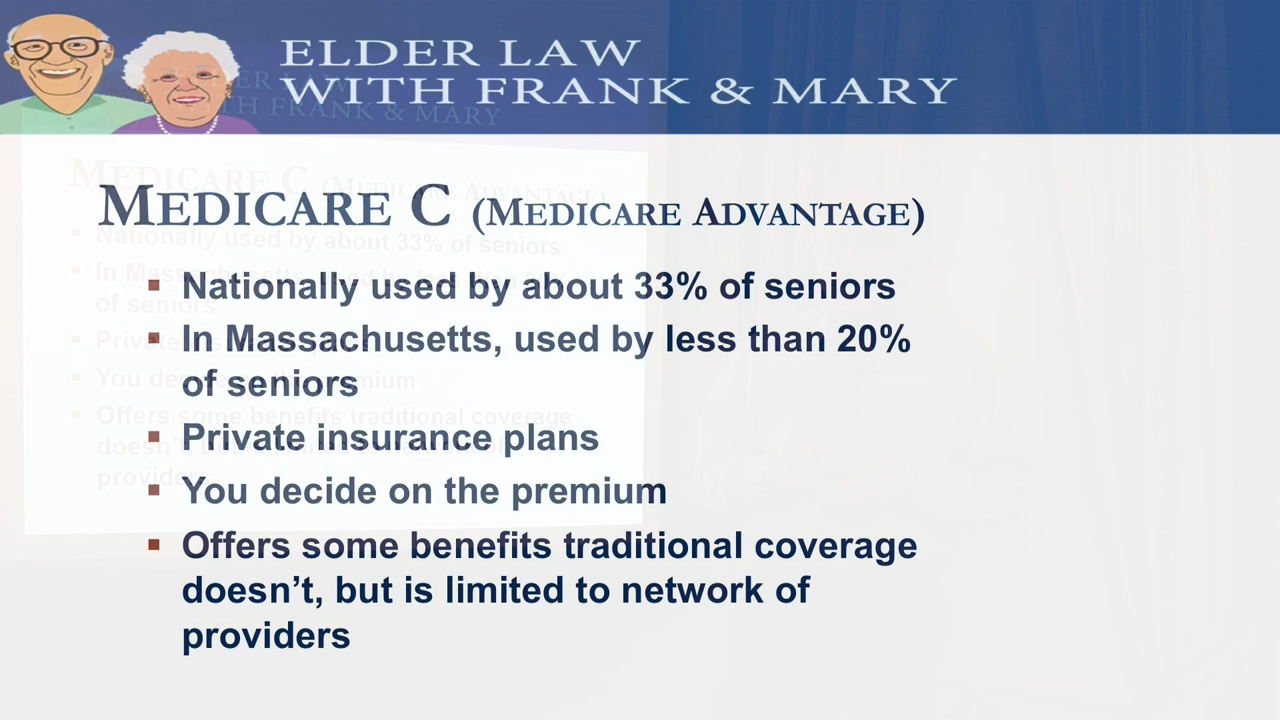 ELDER LAW
WITH FRANK & MARY
MEDICARE C (MEDICARE ADVANTAGE)
▪ Nationally used by about 33% of seniors
▪ In Massachusetts, used by less than 20%
of seniors
▪ Private insurance plans
▪ You decide on the premium
▪ Offers some benefits traditional coverage
doesn’t, but is limited to network of
providers